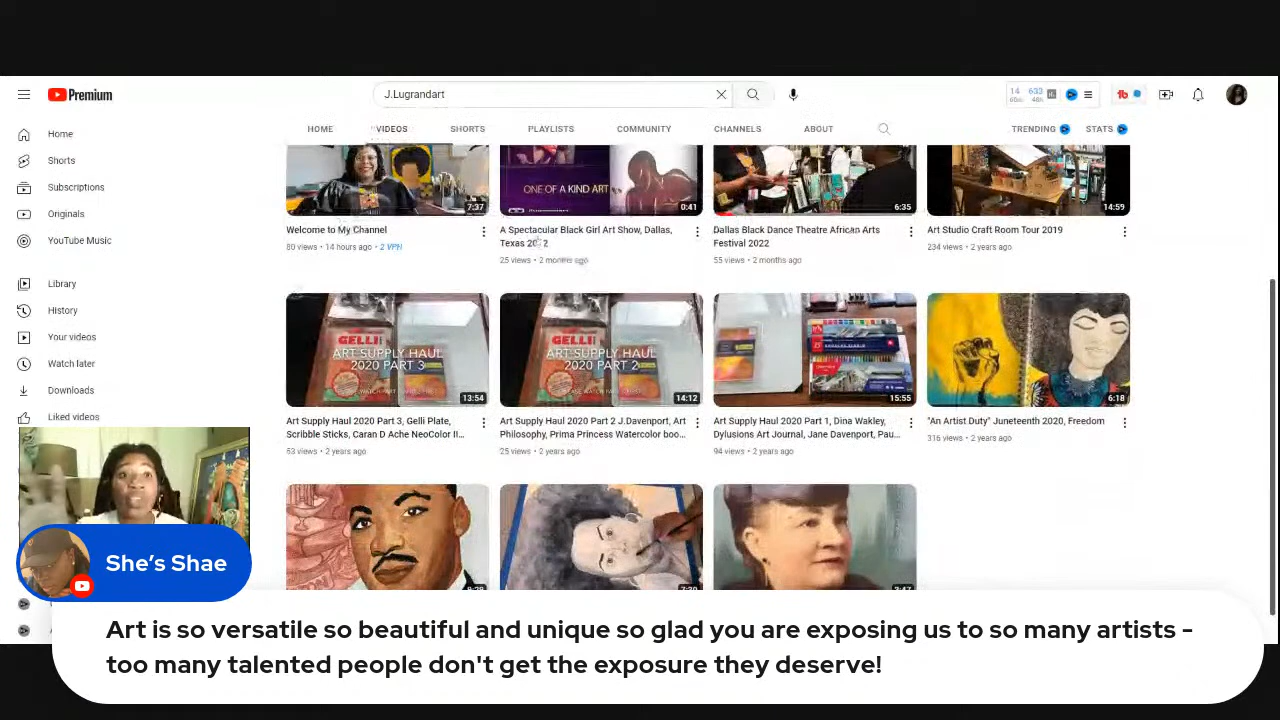 Premium
J.Lugrandart
14 633
60m 48h
tb
HOME VIDEOS SHORTS PLAYLISTS COMMUNITY CHANNELS ABOUT TRENDING STATS
Home
Shorts
Subscriptions
Originals
YouTube Music
Library
History
Your videos
Watch later
Downloads
Liked videos
7:37
Welcome to My Channel
80 views • 14 hours ago • 2 VPH
ONE OF A KIND ART
0:41
A Spectacular Black Girl Art Show, Dallas,
Texas 2022
25 views • 2 months ago
6:35
Dallas Black Dance Theatre African Arts
Festival 2022
55 views • 2 months ago
14:59
Art Studio Craft Room Tour 2019
234 views • 2 years ago
GELLI
ART SUPPLY HAUL
2020 PART 3
13:54
Art Supply Haul 2020 Part 3, Gelli Plate,
Scribble Sticks, Caran D Ache NeoColor II...
53 views • 2 years ago
GELLI
ART SUPPLY HAUL
2020 PART 2
14:12
Art Supply Haul 2020 Part 2 J.Davenport, Art
Philosophy, Prima Princess Watercolor boo...
25 views • 2 years ago
15:55
Art Supply Haul 2020 Part 1, Dina Wakley,
Dylusions Art Journal, Jane Davenport, Pau...
94 views • 2 years ago
6:18
"An Artist Duty" Juneteenth 2020, Freedom
316 views • 2 years ago
She's Shae
Art is so versatile so beautiful and unique so glad you are exposing us to so many artists -
too many talented people don't get the exposure they deserve!